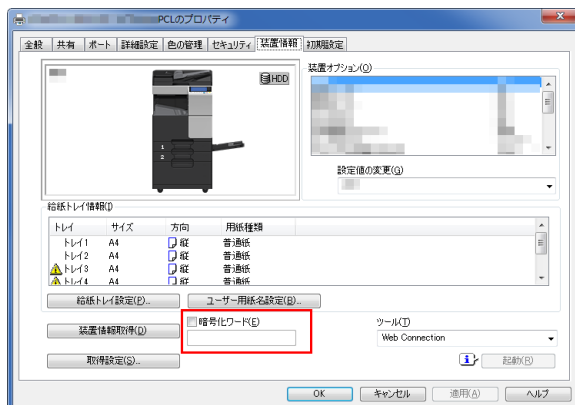 PCLのプロパティ
全般 共有 ポート 詳細設定 色の管理 セキュリティ 装置情報 初期設定
HDD
装置オプション(O)
1
2
設定値の変更(G)
給紙トレイ情報(I)
トレイ サイズ 方向 用紙種類
トレイ1 A4 縦 普通紙
トレイ2 A4 縦 普通紙
トレイ3 A4 縦 普通紙
トレイ4 A4 縦 普通紙
給紙トレイ設定(P)... ユーザー用紙名設定(B)...
装置情報取得(D) 暗号化ワード(E) ツール(T)
Web Connection
取得設定(S)... 起動(R)
OK キャンセル 適用(A) ヘルプ